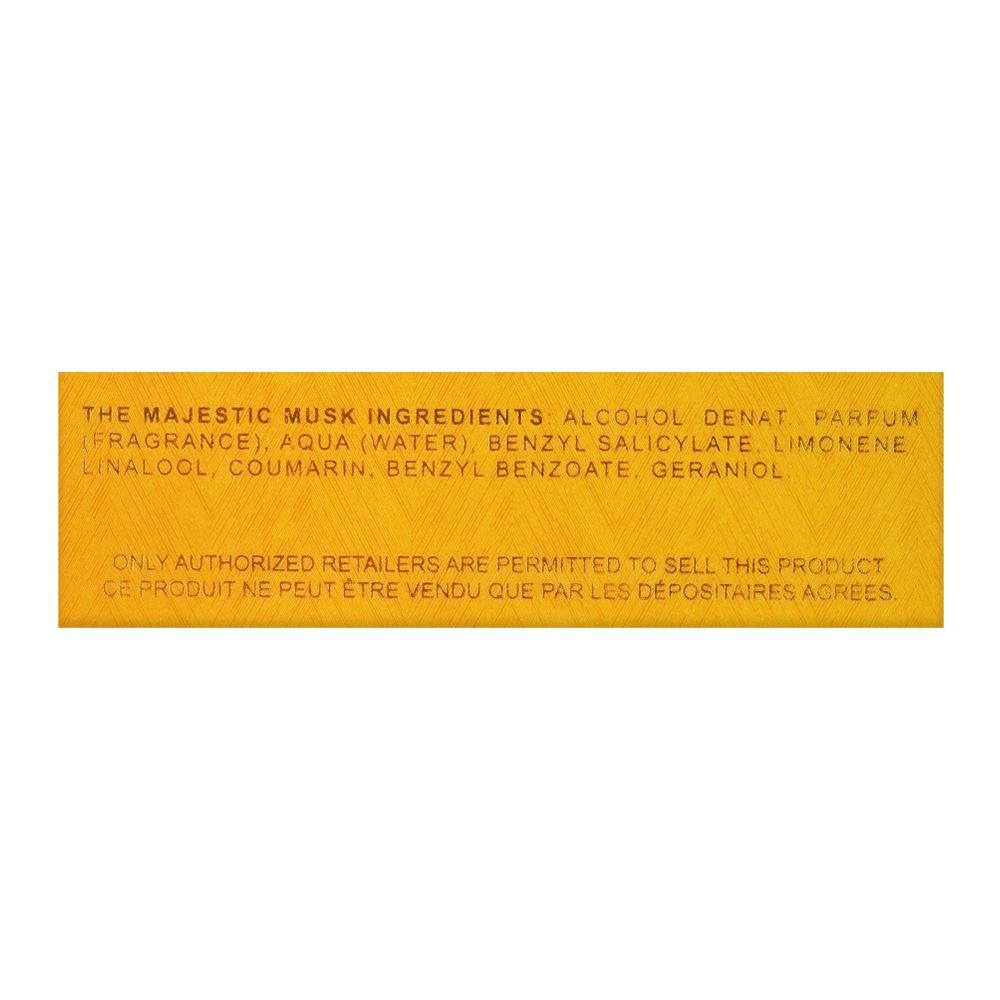 THE MAJESTIC MUSK INGREDIENTS: ALCOHOL DENAT., PARFUM
(FRAGRANCE), AQUA (WATER), BENZYL SALICYLATE, LIMONENE,
LINALOOL, COUMARIN, BENZYL BENZOATE, GERANIOL.
ONLY AUTHORIZED RETAILERS ARE PERMITTED TO SELL THIS PRODUCT.
CE PRODUIT NE PEUT ÊTRE VENDU QUE PAR LES DÉPOSITAIRES AGRÉES.